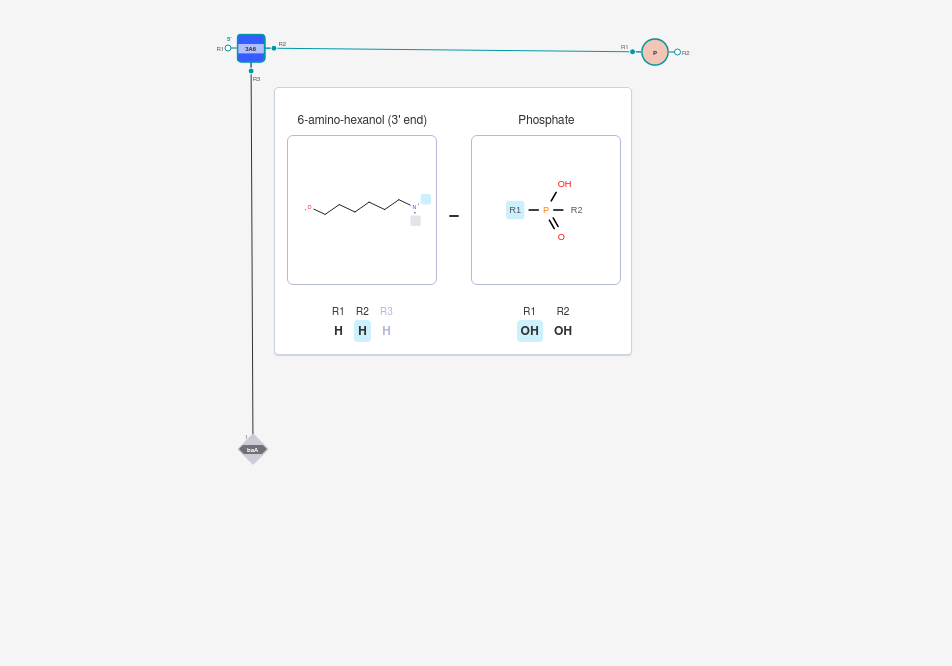 5'
R1 3A6 R2 R1 P R2
R3
6-amino-hexanol (3' end) Phosphate
OH
O N R1 P R2
O
R1 R2 R3 R1 R2
H H H OH OH
baA